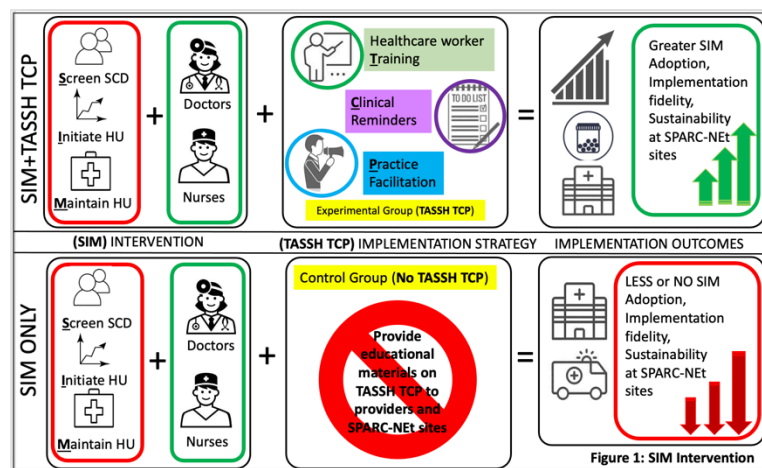 SIM+TASSH TCP
Screen SCD
Initiate HU
Maintain HU
+
Doctors
Nurses
+
Healthcare worker
Training
Clinical
Reminders
TO DO LIST
Practice
Facilitation
Experimental Group (TASSH TCP)
=
Greater SIM
Adoption,
Implementation
fidelity,
Sustainability
at SPARC-NEt
sites
(SIM) INTERVENTION
(TASSH TCP) IMPLEMENTATION STRATEGY
IMPLEMENTATION OUTCOMES
SIM ONLY
Screen SCD
Initiate HU
Maintain HU
+
Doctors
Nurses
+
Control Group (No TASSH TCP)
Provide
educational
materials on
TASSH TCP to
providers and
SPARC-NEt sites
=
LESS or NO SIM
Adoption,
Implementation
fidelity,
Sustainability
at SPARC-NEt
sites
Figure 1: SIM Intervention